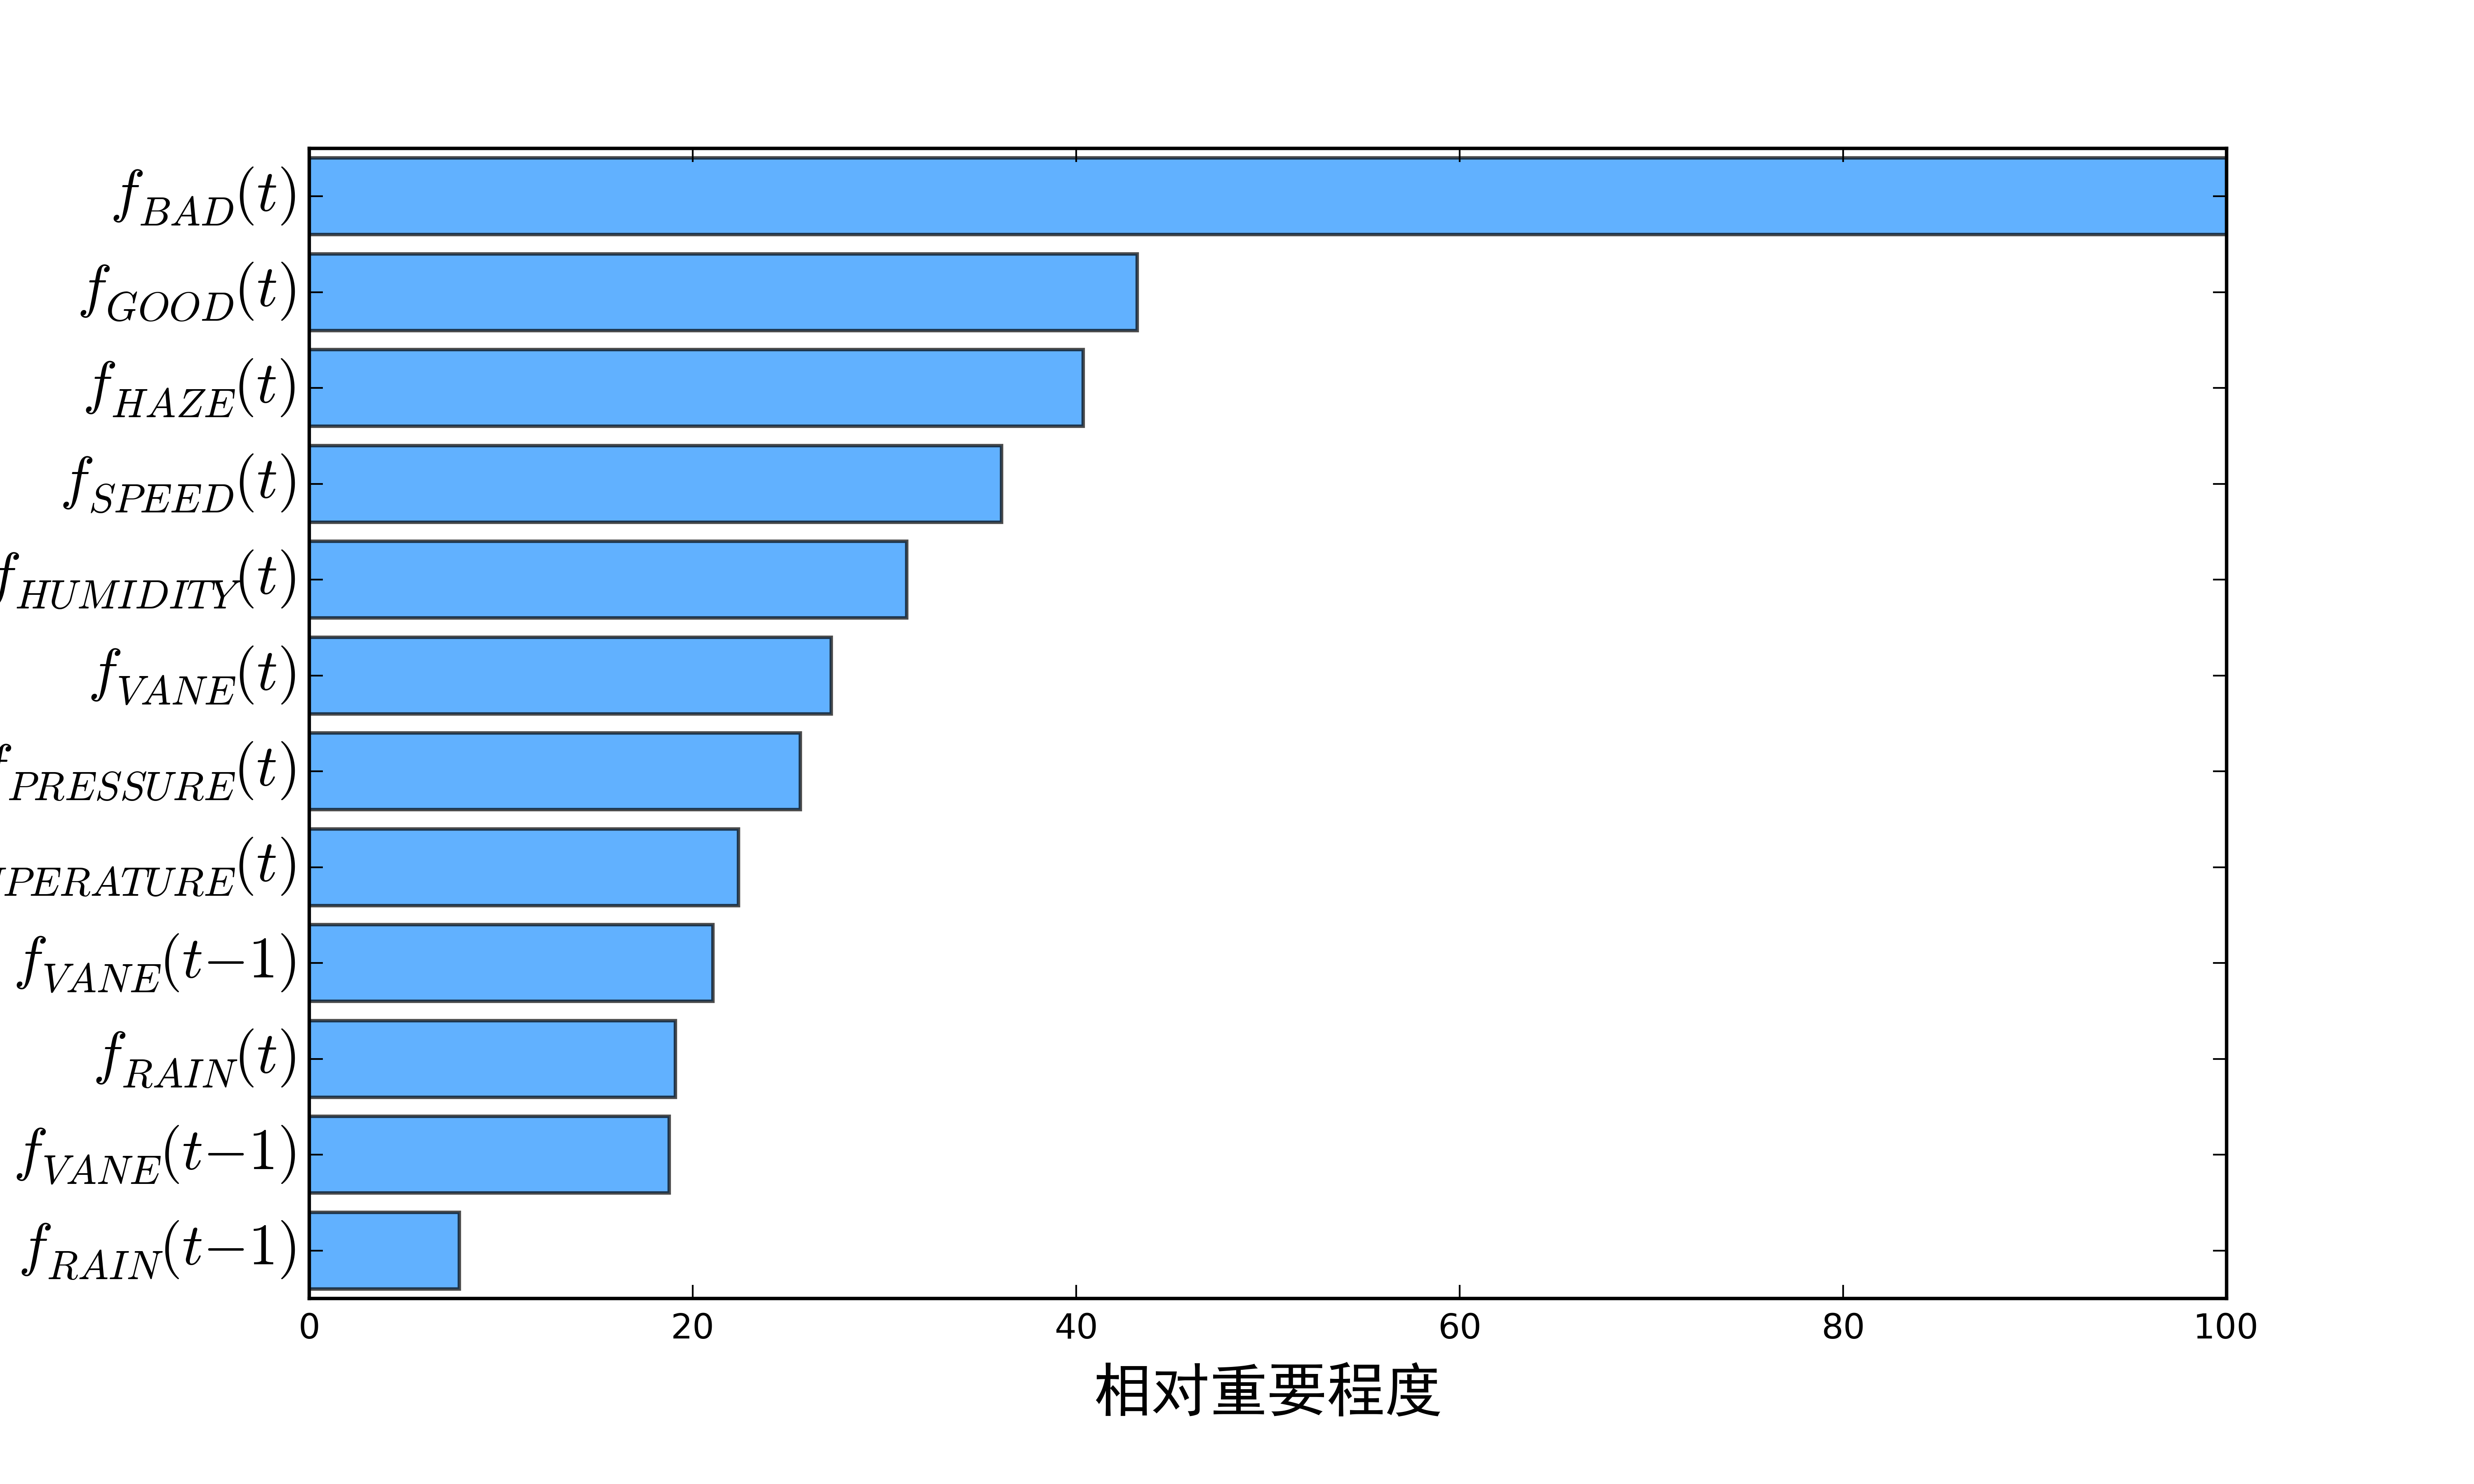 f_BAD(t)
f_GOOD(t)
f_HAZE(t)
f_SPEED(t)
f_HUMIDITY(t)
f_VANE(t)
f_PRESSURE(t)
PERATURE(t)
f_VANE(t−1)
f_RAIN(t)
f_VANE(t−1)
f_RAIN(t−1)
0 20 40 60 80 100
相对重要程度